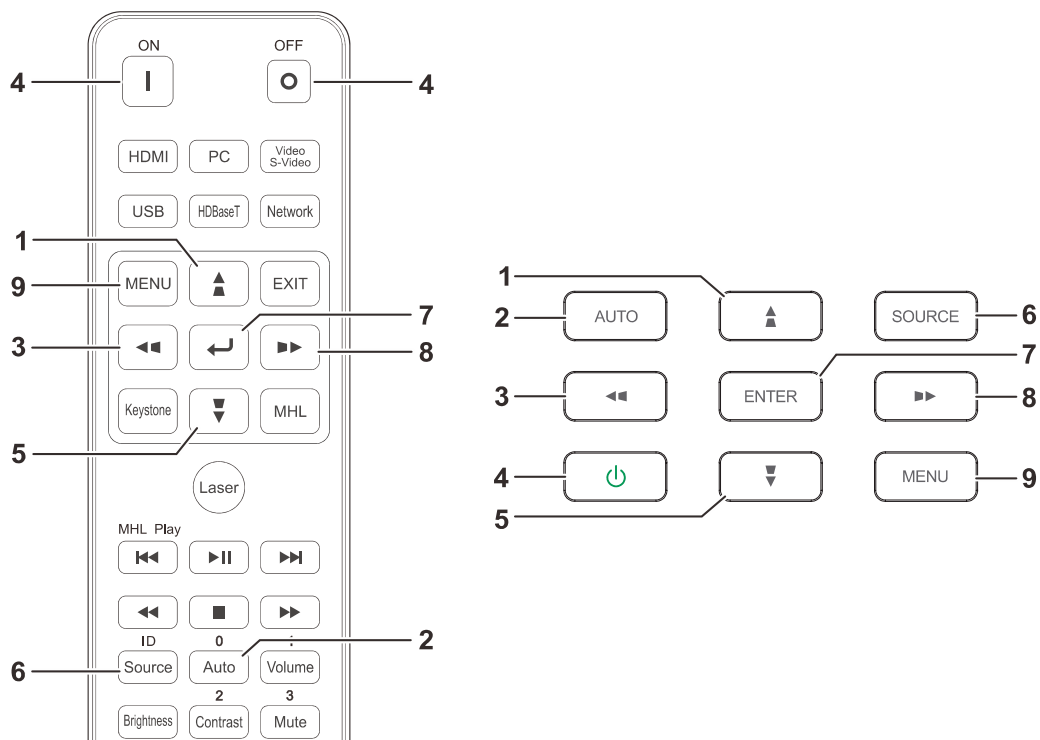 ON OFF
4 4
HDMI PC Video S-Video
USB HDBaseT Network
1
9 MENU EXIT
7
3 8
Keystone MHL
5
Laser
MHL Play
ID 0
2
6 Source Auto Volume
2 3
Brightness Contrast Mute
1
2 AUTO SOURCE 6
7
3 ENTER 8
4 MENU 9
5